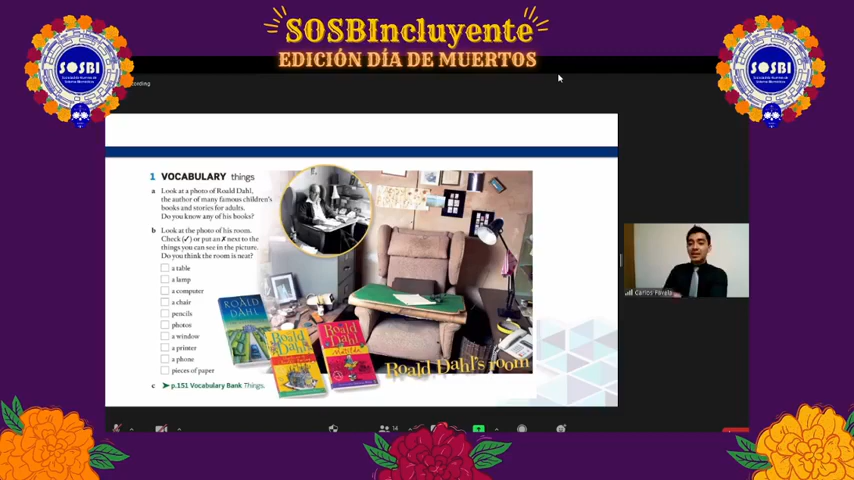 SOSBIncluyente
EDICIÓN DÍA DE MUERTOS
SOSBI
SOSBI
1 VOCABULARY things
a Look at a photo of Roald Dahl,
the author of many famous children's
books and stories for adults.
Do you know any of his books?
b Look at the photo of his room.
Check (✓) or put an ✗ next to the
things you can see in the picture.
Do you think the room is neat?
a table
a lamp
a computer
a chair
pencils
photos
a window
a printer
a phone
pieces of paper
c ➤ p.151 Vocabulary Bank Things.
ROALD
DAHL
Roald
Dahl
Roald
Dahl
Matilda
Roald Dahl's room
14